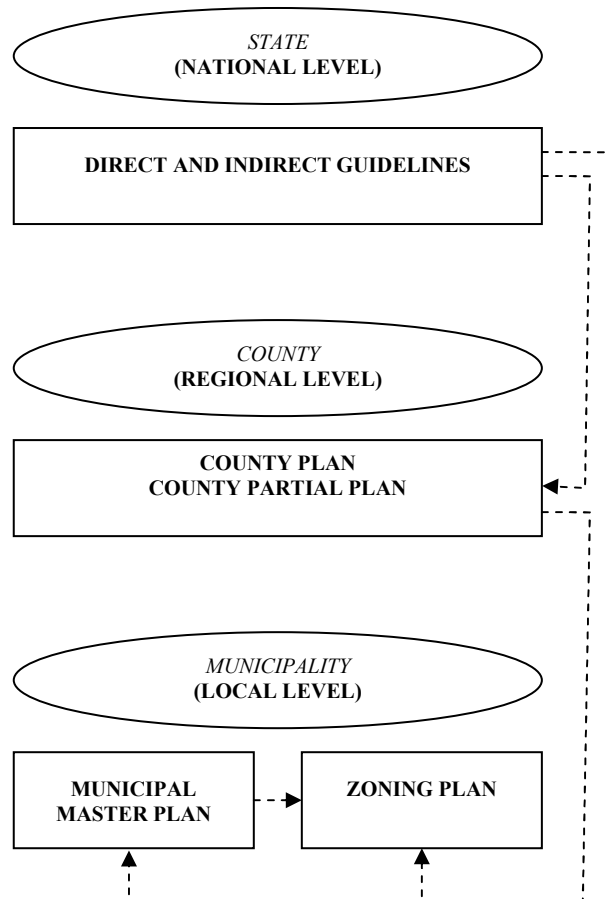 STATE
(NATIONAL LEVEL)
DIRECT AND INDIRECT GUIDELINES
COUNTY
(REGIONAL LEVEL)
COUNTY PLAN
COUNTY PARTIAL PLAN
MUNICIPALITY
(LOCAL LEVEL)
MUNICIPAL
MASTER PLAN
ZONING PLAN